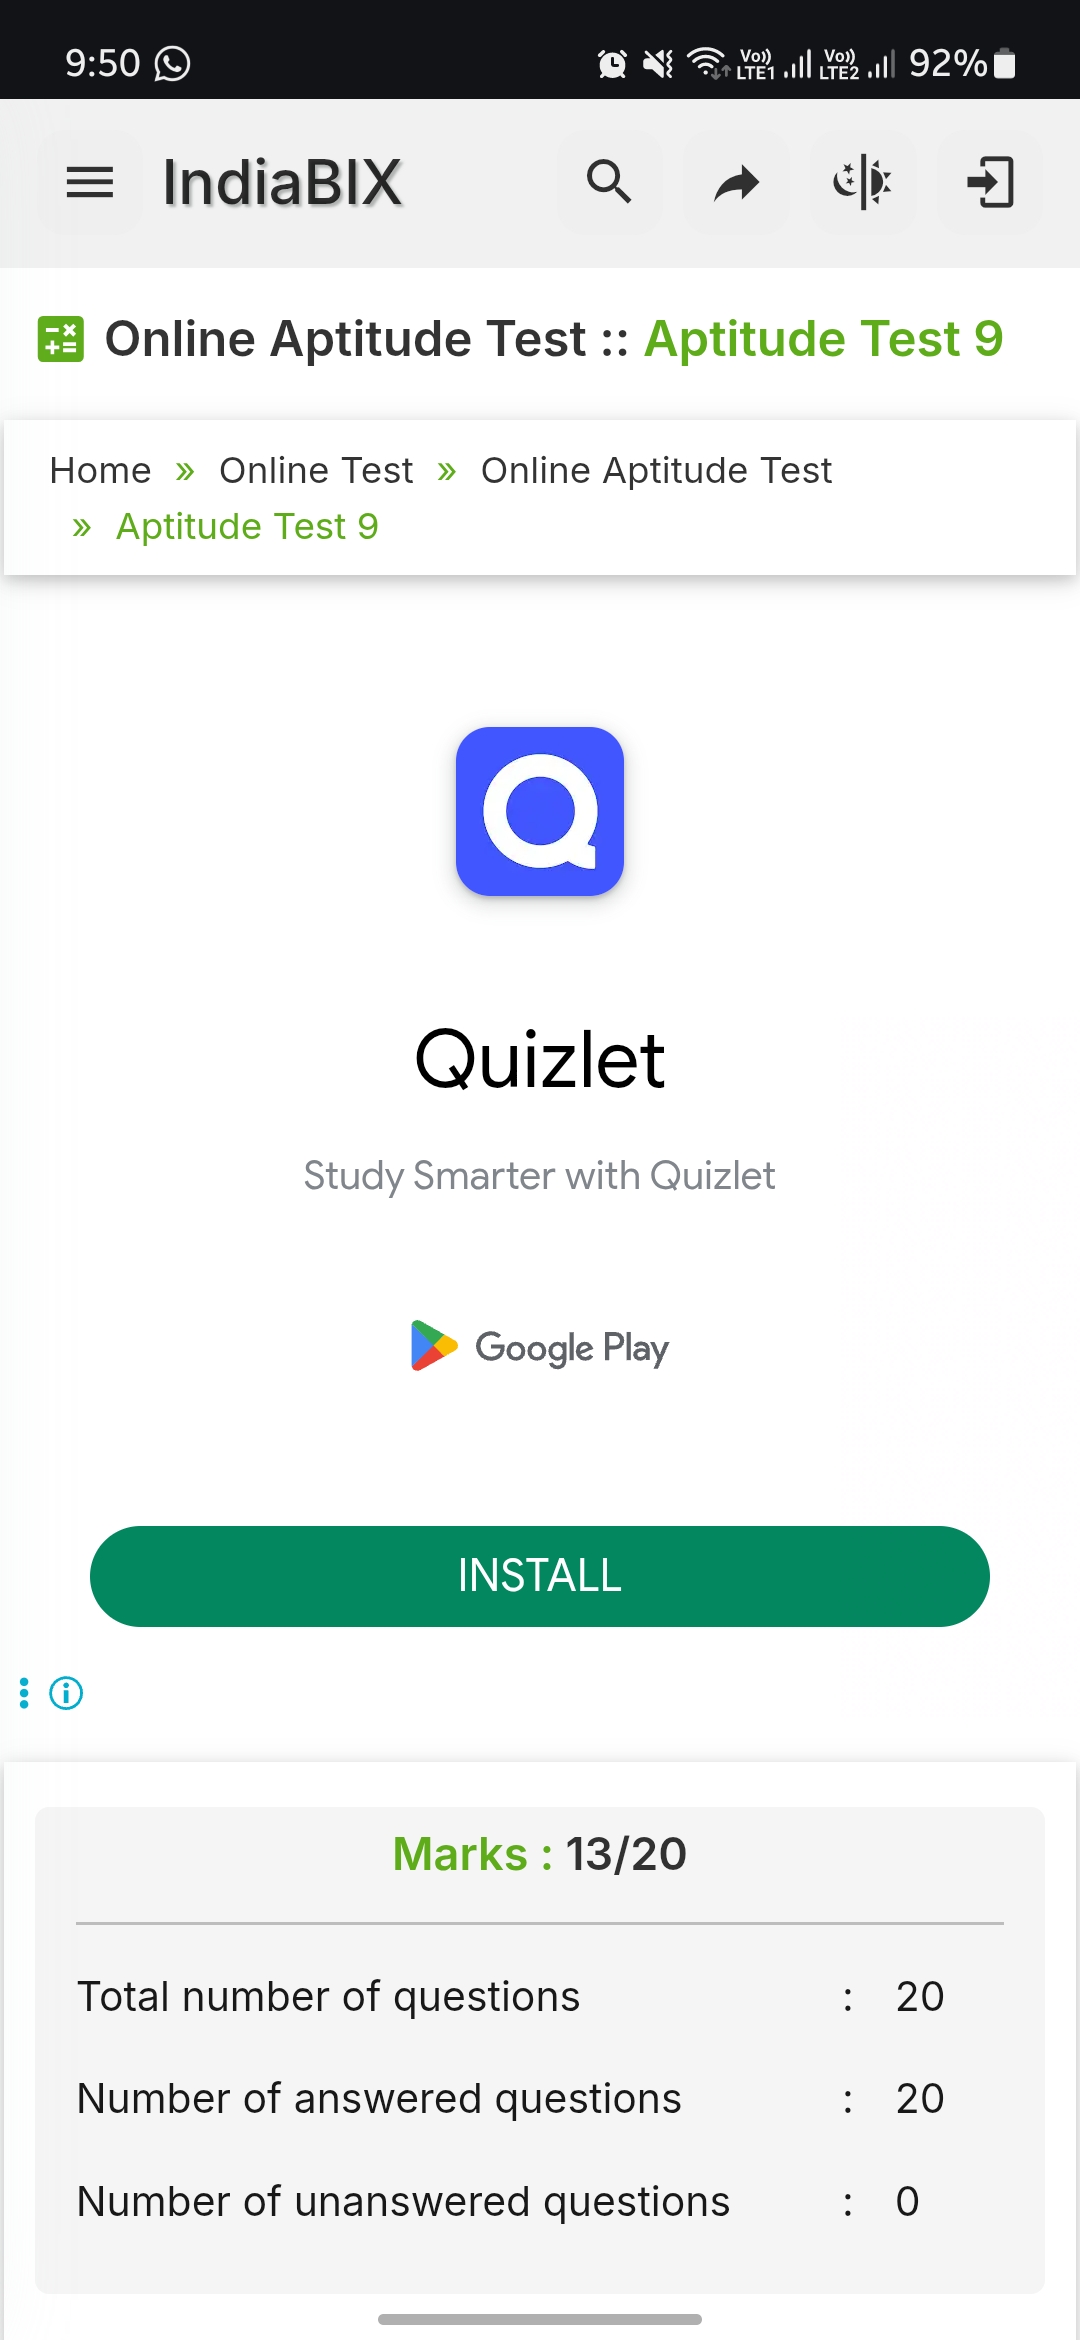 9:50 Vo)) LTE1 Vo)) LTE2 92%
IndiaBIX
Online Aptitude Test :: Aptitude Test 9
Home » Online Test » Online Aptitude Test
» Aptitude Test 9
Quizlet
Study Smarter with Quizlet
Google Play
INSTALL
Marks : 13/20
Total number of questions : 20
Number of answered questions : 20
Number of unanswered questions : 0